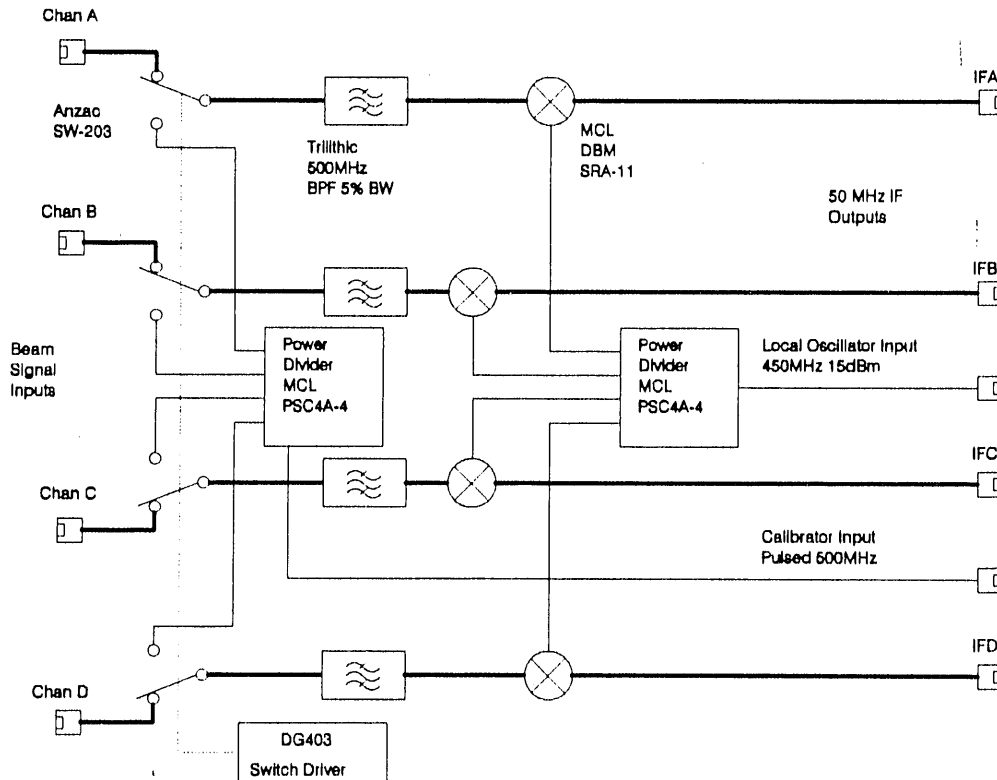 Chan A
IFA
Anzac
SW-203
Trilithic
500MHz
BPF 5% BW
MCL
DBM
SRA-11
50 MHz IF
Outputs
Chan B
IFB
Beam
Signal
Inputs
Power
Divider
MCL
PSC4A-4
Power
Divider
MCL
PSC4A-4
Local Oscillator Input
450MHz 15dBm
IFC
Chan C
Calibrator Input
Pulsed 500MHz
IFD
Chan D
DG403
Switch Driver